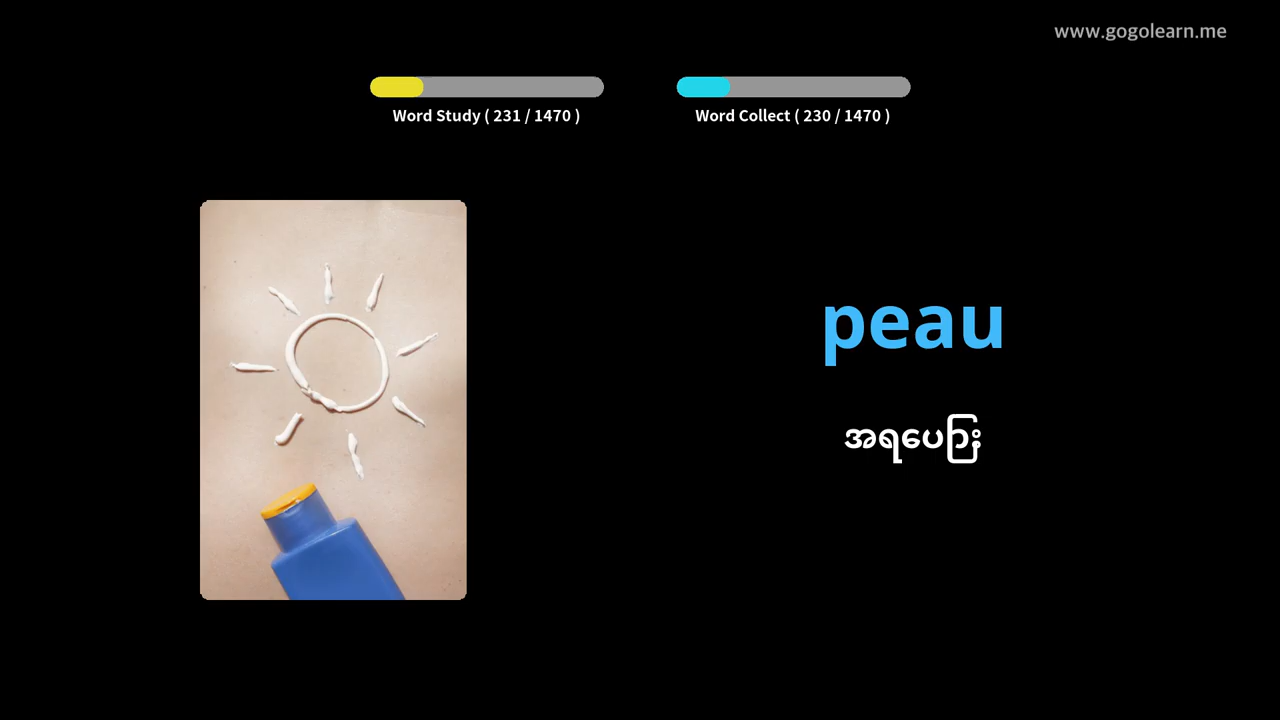 www.gogolearn.me
Word Study ( 231 / 1470 )
Word Collect ( 230 / 1470 )
peau
အရပေြား